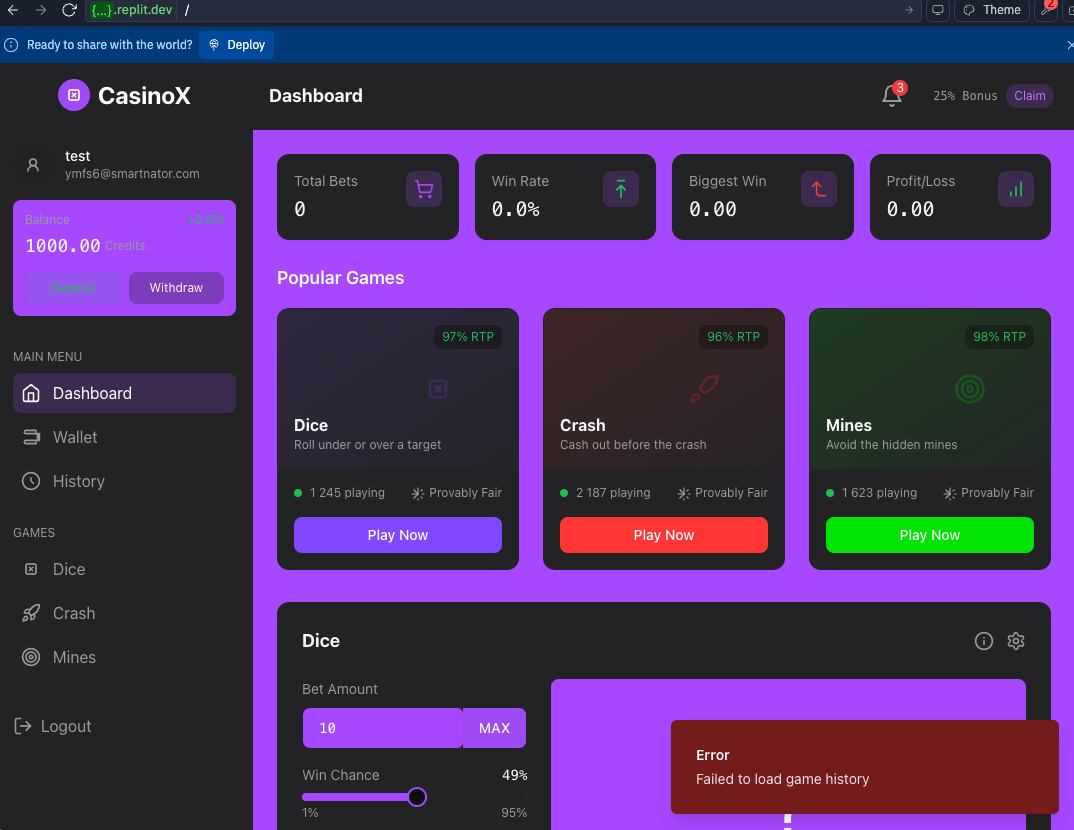 {...}.replit.dev /
Theme
2
Ready to share with the world? Deploy
CasinoX
Dashboard
3
25% Bonus Claim
test
ymfs6@smartnator.com
Balance
1000.00 Credits
Withdraw
MAIN MENU
Dashboard
Wallet
History
GAMES
Dice
Crash
Mines
Logout
Total Bets
0
Win Rate
0.0%
Biggest Win
0.00
Profit/Loss
0.00
Popular Games
97% RTP
Dice
Roll under or over a target
1 245 playing Provably Fair
Play Now
96% RTP
Crash
Cash out before the crash
2 187 playing Provably Fair
Play Now
98% RTP
Mines
Avoid the hidden mines
1 623 playing Provably Fair
Play Now
Dice
Bet Amount
10 MAX
Win Chance 49%
1% 95%
Error
Failed to load game history